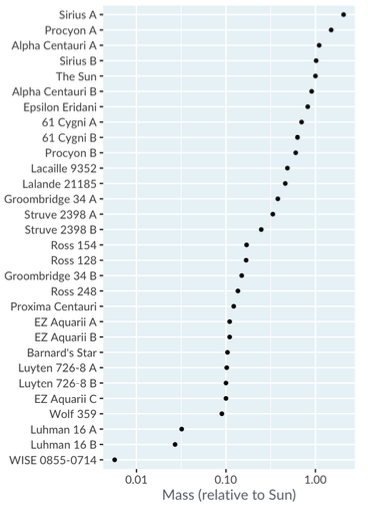 Sirius A
Procyon A
Alpha Centauri A
Sirius B
The Sun
Alpha Centauri B
Epsilon Eridani
61 Cygni A
61 Cygni B
Procyon B
Lacaille 9352
Lalande 21185
Groombridge 34 A
Struve 2398 A
Struve 2398 B
Ross 154
Ross 128
Groombridge 34 B
Ross 248
Proxima Centauri
EZ Aquarii A
EZ Aquarii B
Barnard's Star
Luyten 726-8 A
Luyten 726-8 B
EZ Aquarii C
Wolf 359
Luhman 16 A
Luhman 16 B
WISE 0855-0714
0.01 0.10 1.00
Mass (relative to Sun)